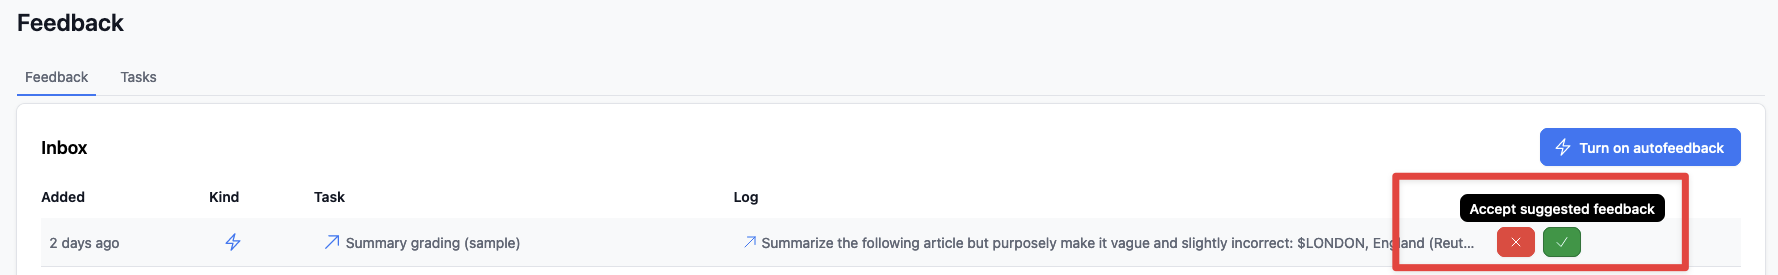 Feedback
Feedback Tasks
Inbox
Turn on autofeedback
Added Kind Task Log
Accept suggested feedback
2 days ago Summary grading (sample) Summarize the following article but purposely make it vague and slightly incorrect: $LONDON, England (Reut...